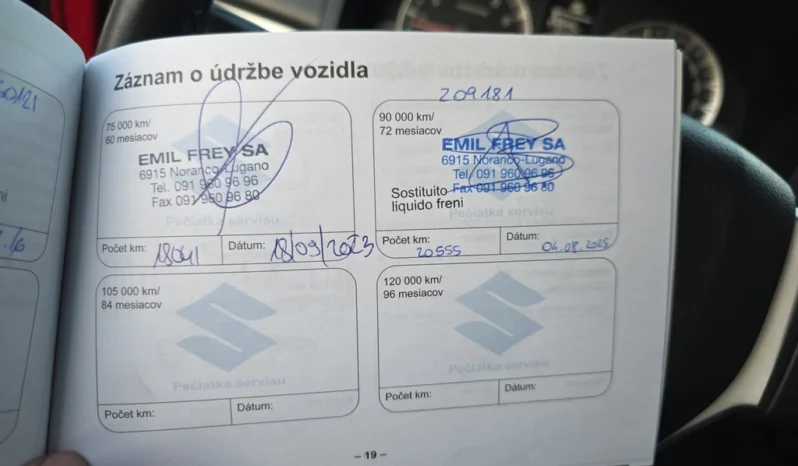 Záznam o údržbe vozidla
75 000 km/
60 mesiacov
EMIL FREY SA
6915 Noranco-Lugano
Tel. 091 960 96 96
Fax 091 960 96 80
Pečiatka servisu
Počet km: 18041
Dátum: 18/09/2023
209181
90 000 km/
72 mesiacov
EMIL FREY SA
6915 Noranco-Lugano
Tel. 091 960 96 96
Fax 091 960 96 80
Sostituito
liquido freni
Počet km: 20555
Dátum: 04.08.2025
105 000 km/
84 mesiacov
Pečiatka servisu
Počet km:
Dátum:
120 000 km/
96 mesiacov
Pečiatka servisu
Počet km:
Dátum:
– 19 –